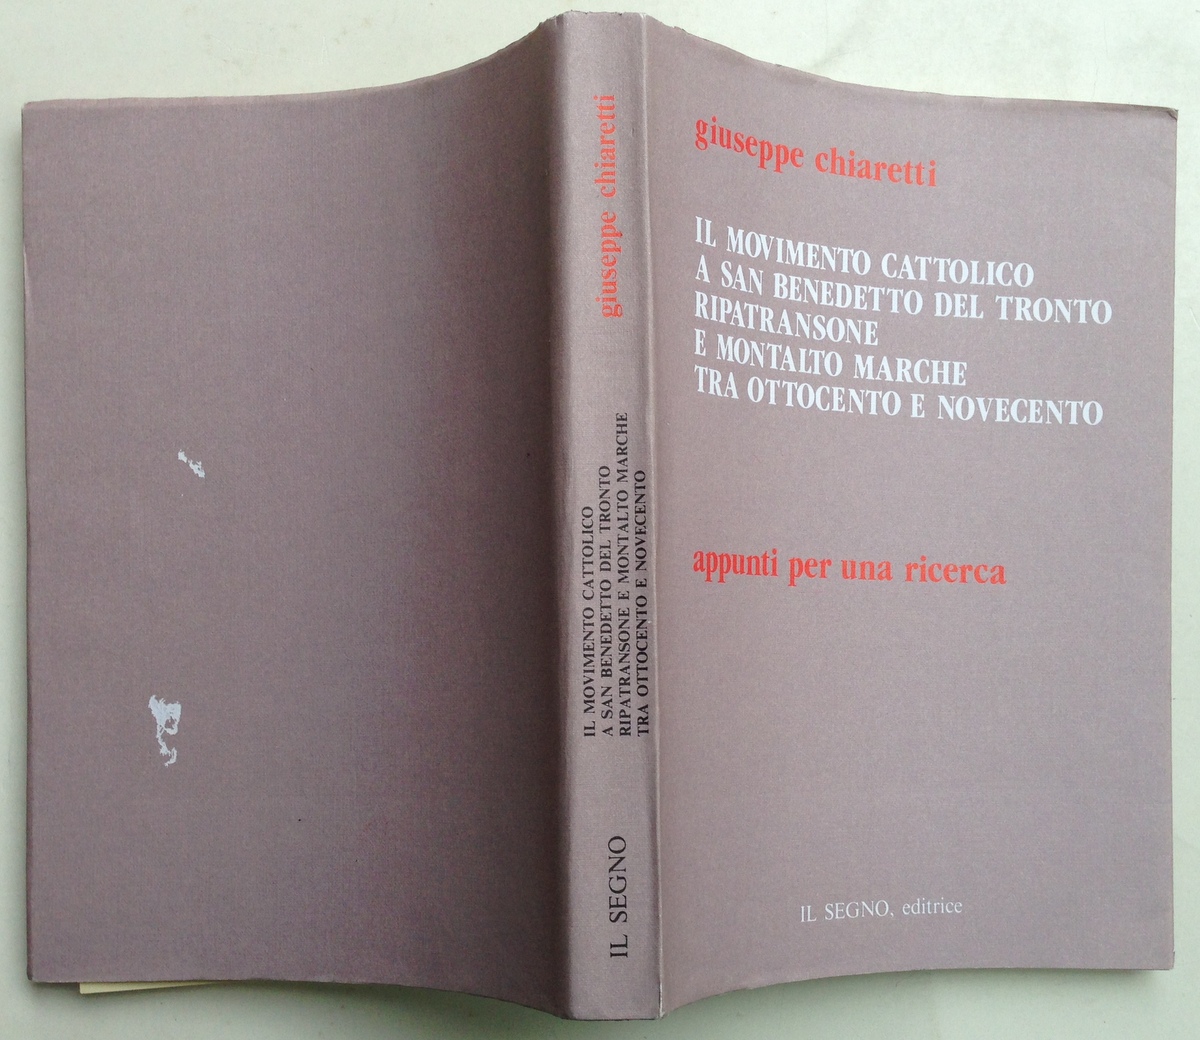 giuseppe chiaretti
IL MOVIMENTO CATTOLICO
A SAN BENEDETTO DEL TRONTO
RIPATRANSONE E MONTALTO MARCHE
TRA OTTOCENTO E NOVECENTO
IL SEGNO
giuseppe chiaretti
IL MOVIMENTO CATTOLICO
A SAN BENEDETTO DEL TRONTO
RIPATRANSONE
E MONTALTO MARCHE
TRA OTTOCENTO E NOVECENTO
appunti per una ricerca
IL SEGNO, editrice